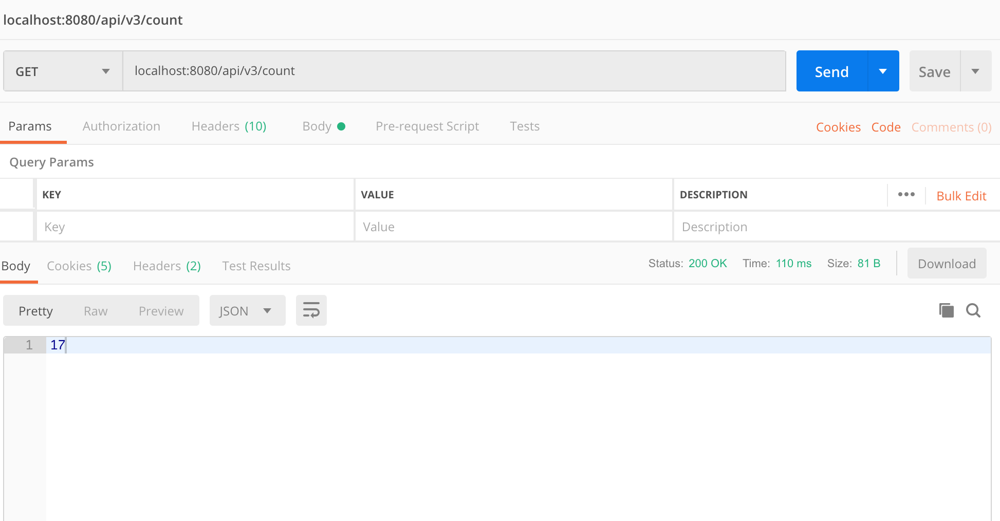 localhost:8080/api/v3/count
GET localhost:8080/api/v3/count Send Save
Params Authorization Headers (10) Body Pre-request Script Tests Cookies Code Comments (0)
Query Params
KEY VALUE DESCRIPTION Bulk Edit
Key Value Description
Body Cookies (5) Headers (2) Test Results Status: 200 OK Time: 110 ms Size: 81 B Download
Pretty Raw Preview JSON
1 17